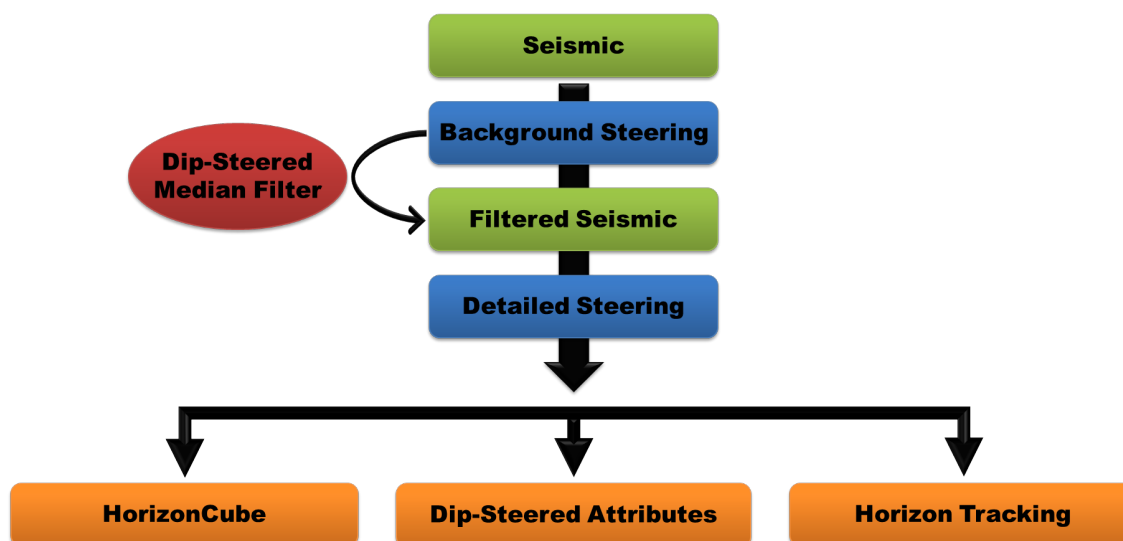 Seismic
Background Steering
Dip-Steered
Median Filter
Filtered Seismic
Detailed Steering
HorizonCube
Dip-Steered Attributes
Horizon Tracking